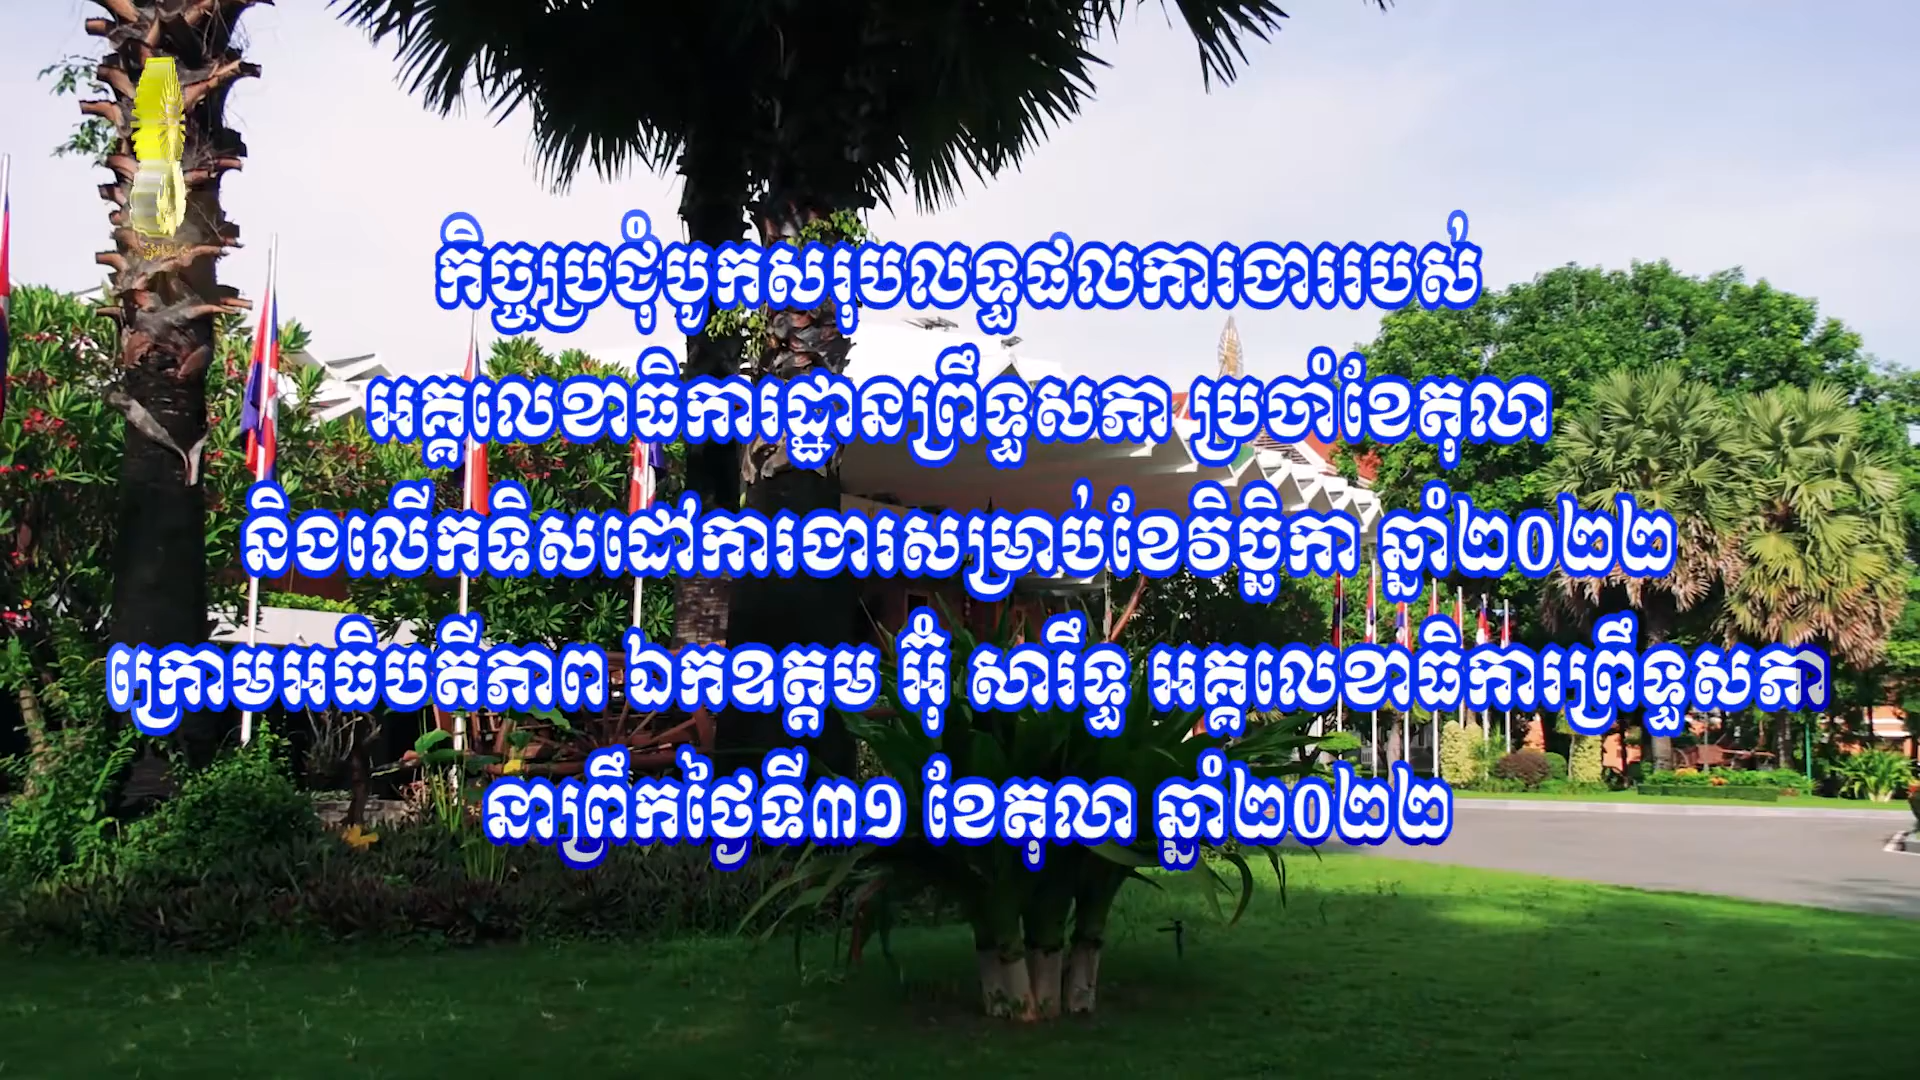 កិច្ចប្រជុំបូកសរុបលទ្ធផលការងាររបស់
អគ្គលេខាធិការដ្ឋានព្រឹទ្ធសភា ប្រចាំខែតុលា
និងលើកទិសដៅការងារសម្រាប់ខែវិច្ឆិកា ឆ្នាំ២០២២
ក្រោមអធិបតីភាព ឯកឧត្តម អ៊ុំ សារឹទ្ធ អគ្គលេខាធិការព្រឹទ្ធសភា
នាព្រឹកថ្ងៃទី៣១ ខែតុលា ឆ្នាំ២០២២